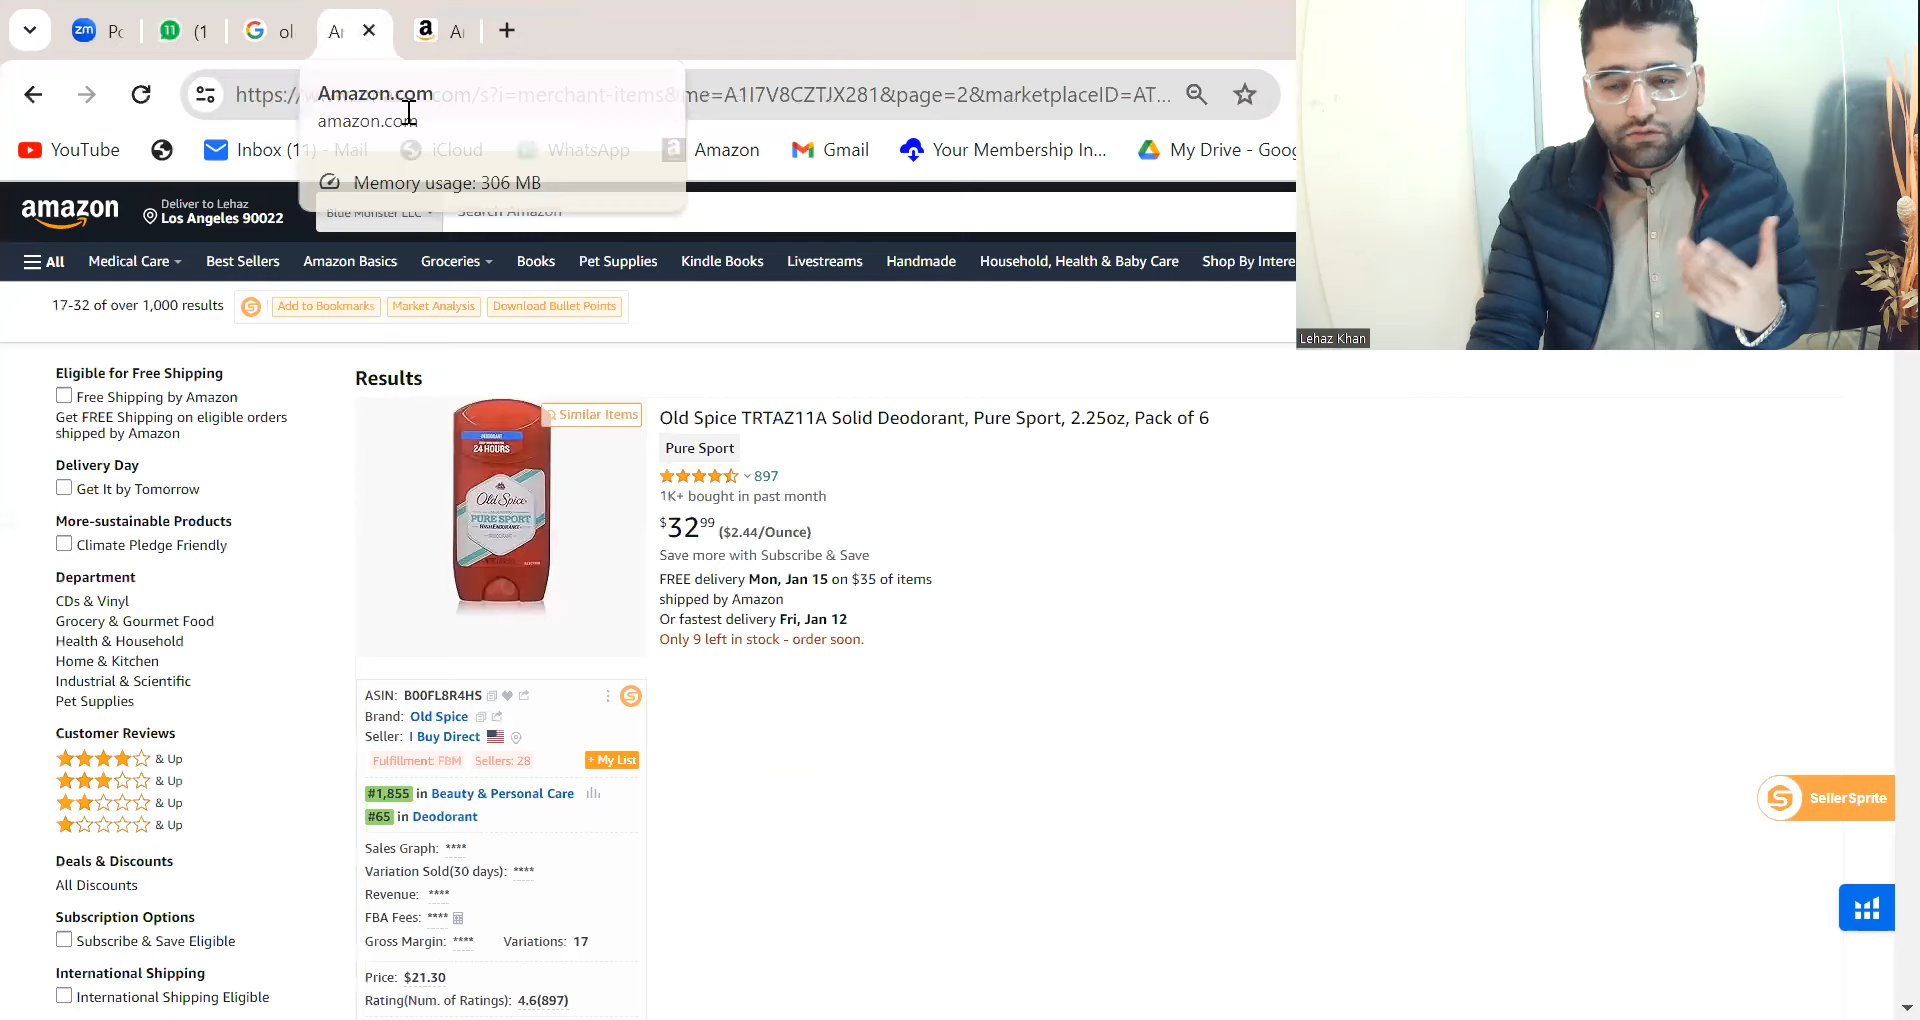 zm
Pc
11
(1
ol
Ar
a
A
https://
Amazon.com
com/s?i=merchant-items&me=A1I7V8CZTJX281&page=2&marketplaceID=AT...
amazon.com
YouTube
Inbox (11) - Mail
iCloud
WhatsApp
Amazon
Gmail
Your Membership In...
My Drive - Goog
Memory usage: 306 MB
amazon
Deliver to Lehaz
Los Angeles 90022
Blue Monster LLC
Search Amazon
All
Medical Care
Best Sellers
Amazon Basics
Groceries
Books
Pet Supplies
Kindle Books
Livestreams
Handmade
Household, Health & Baby Care
Shop By Intere
17-32 of over 1,000 results
Add to Bookmarks
Market Analysis
Download Bullet Points
Lehaz Khan
Eligible for Free Shipping
Free Shipping by Amazon
Get FREE Shipping on eligible orders
shipped by Amazon
Delivery Day
Get It by Tomorrow
More-sustainable Products
Climate Pledge Friendly
Department
CDs & Vinyl
Grocery & Gourmet Food
Health & Household
Home & Kitchen
Industrial & Scientific
Pet Supplies
Customer Reviews
& Up
& Up
& Up
& Up
Deals & Discounts
All Discounts
Subscription Options
Subscribe & Save Eligible
International Shipping
International Shipping Eligible
Results
Similar Items
DEODORANT
24 HOURS
Old Spice
PURE SPORT
HIGH ENDURANCE
DEODORANT
Old Spice TRTAZ11A Solid Deodorant, Pure Sport, 2.25oz, Pack of 6
Pure Sport
897
1K+ bought in past month
$32 99 ($2.44/Ounce)
Save more with Subscribe & Save
FREE delivery Mon, Jan 15 on $35 of items
shipped by Amazon
Or fastest delivery Fri, Jan 12
Only 9 left in stock - order soon.
ASIN: B00FL8R4HS
Brand: Old Spice
Seller: I Buy Direct
Fulfillment: FBM
Sellers: 28
+ My List
#1,855 in Beauty & Personal Care
#65 in Deodorant
Sales Graph: ****
Variation Sold(30 days): ****
Revenue: ****
FBA Fees: ****
Gross Margin: **** Variations: 17
Price: $21.30
Rating(Num. of Ratings): 4.6(897)
SellerSprite